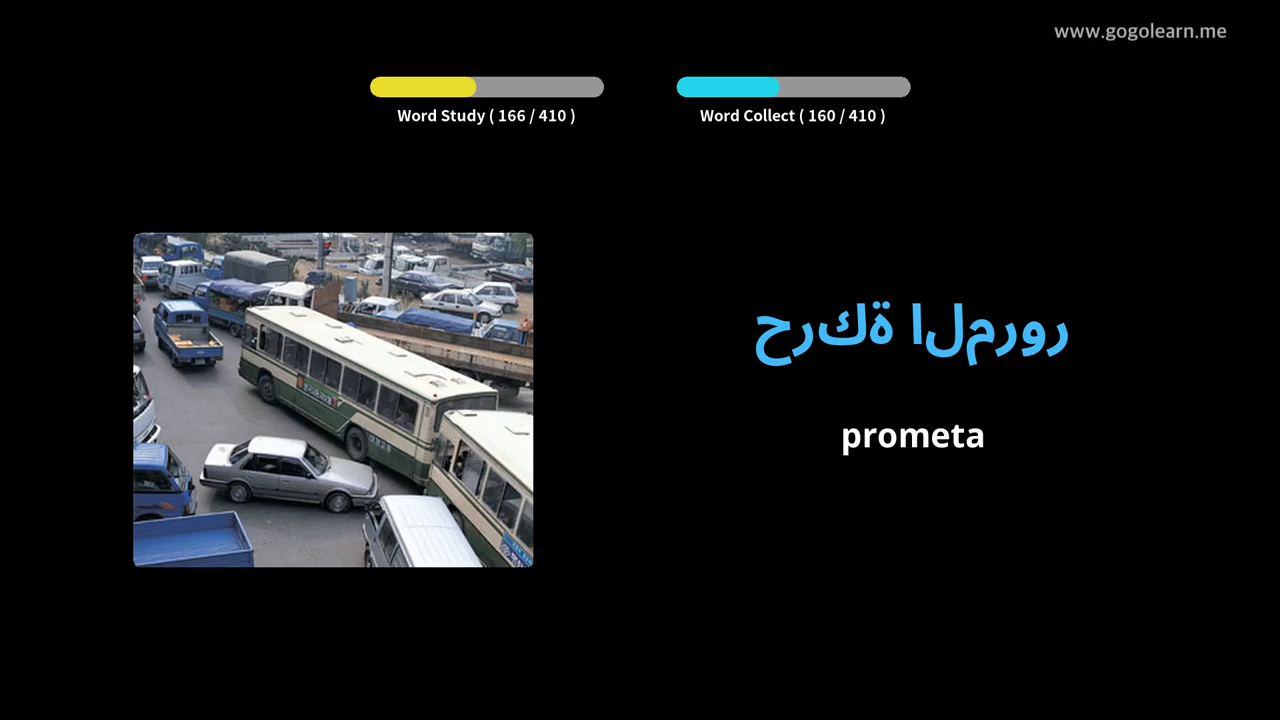 www.gogolearn.me
Word Study ( 166 / 410 )
Word Collect ( 160 / 410 )
حركة المرور
prometa